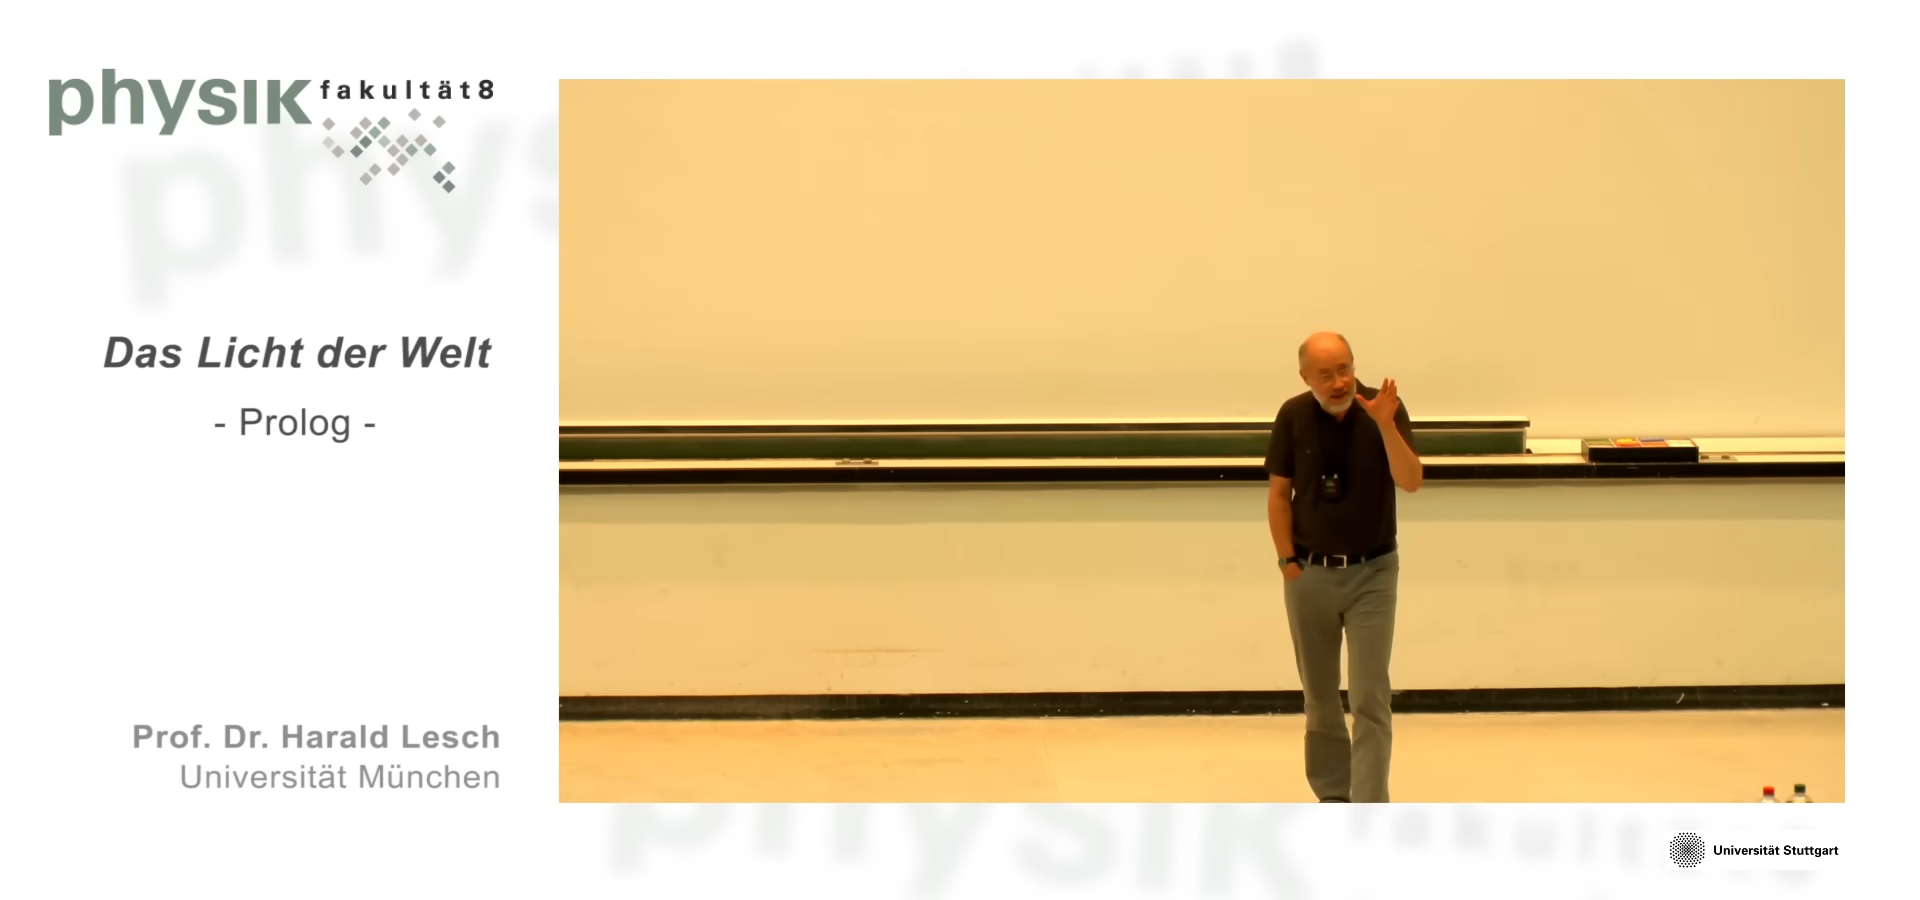 physik fakultät8
Das Licht der Welt
- Prolog -
Prof. Dr. Harald Lesch
Universität München
Universität Stuttgart